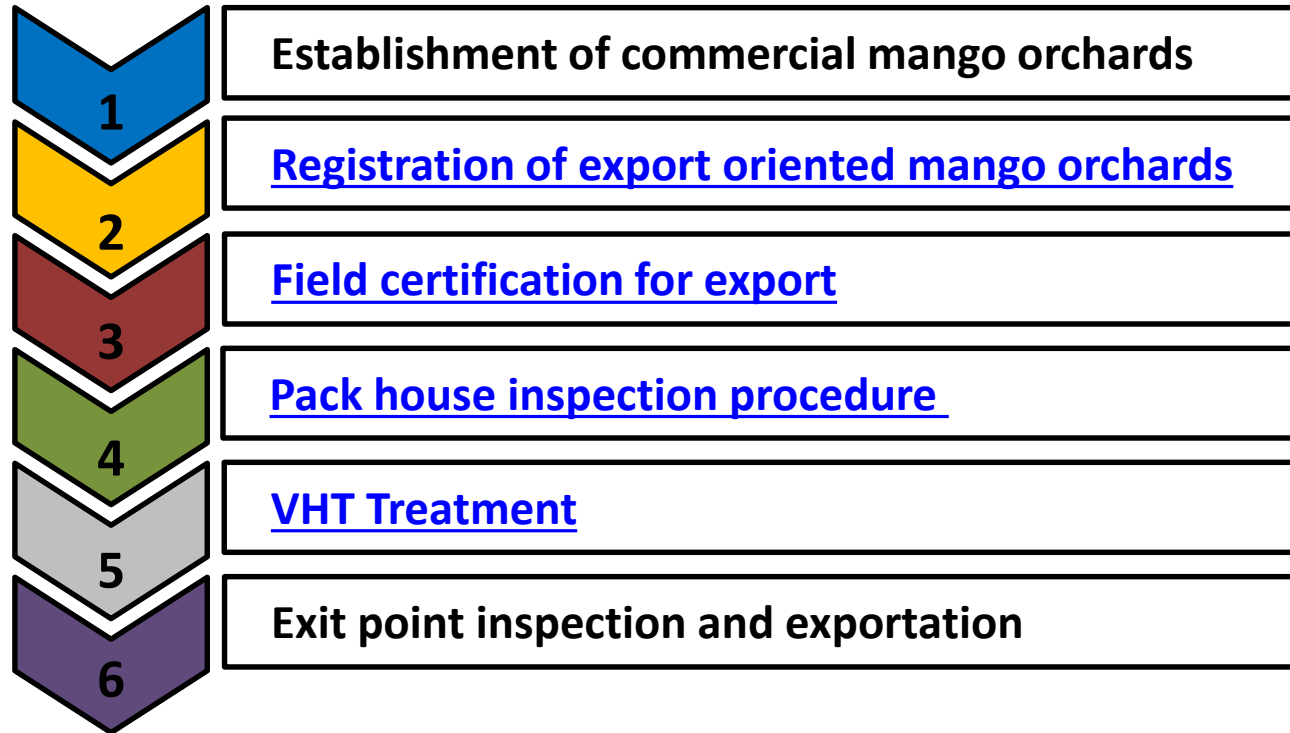 1
Establishment of commercial mango orchards
2
Registration of export oriented mango orchards
3
Field certification for export
4
Pack house inspection procedure
5
VHT Treatment
6
Exit point inspection and exportation